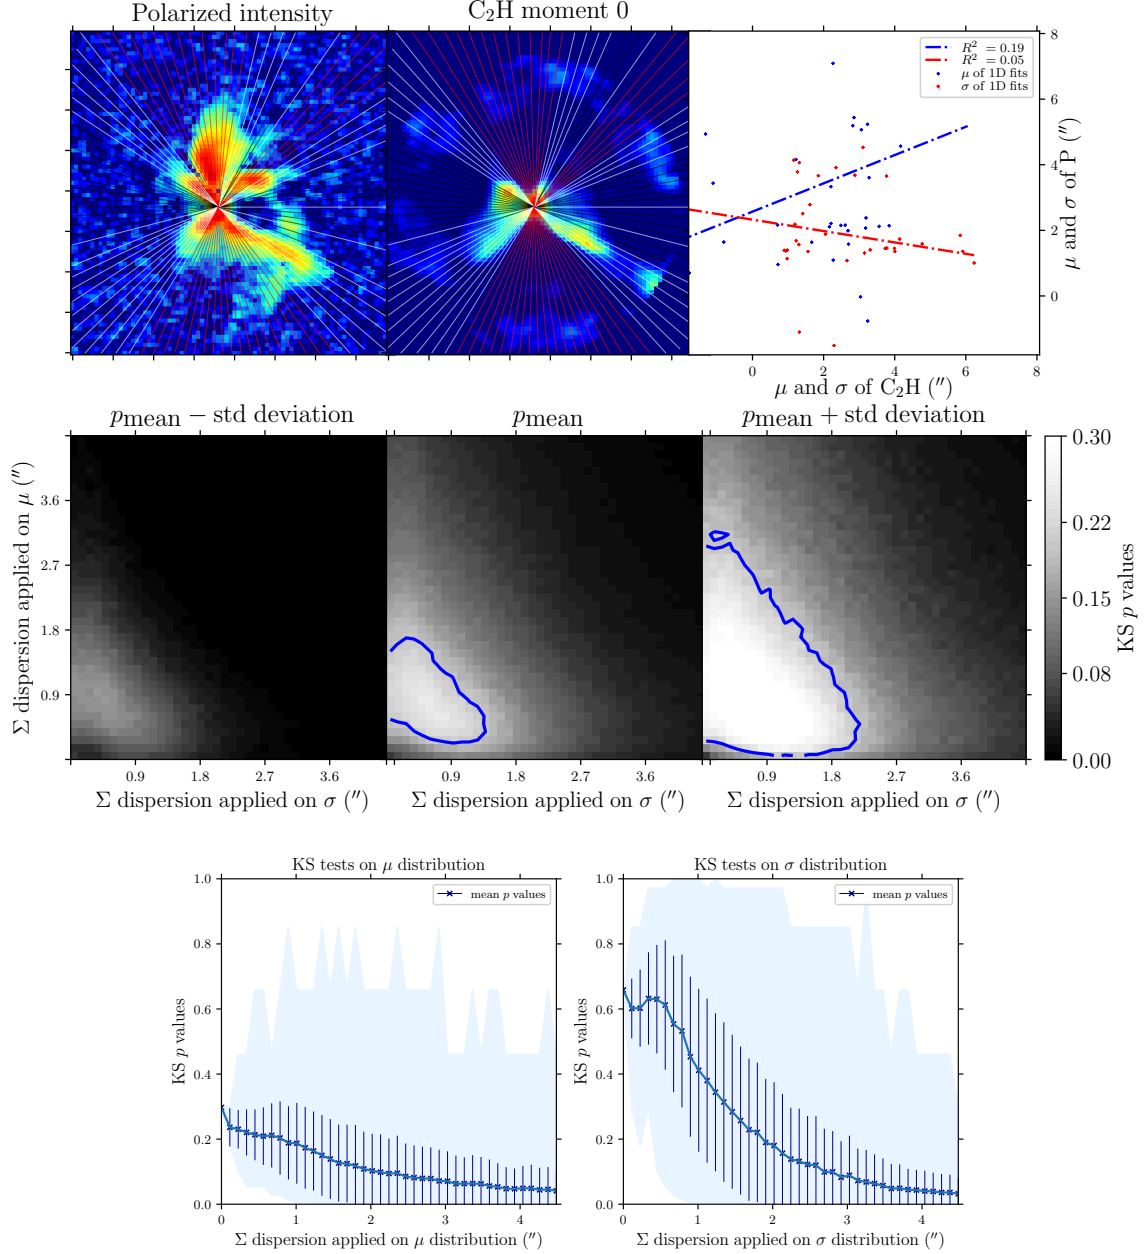 Polarized intensity
C₂H moment 0
R² = 0.19
R² = 0.05
μ of 1D fits
σ of 1D fits
8
6
4
2
0
μ and σ of P (″)
0 2 4 6 8
μ and σ of C₂H (″)
p_mean − std deviation
p_mean
p_mean + std deviation
Σ dispersion applied on μ (″)
3.6
2.7
1.8
0.9
0.9 1.8 2.7 3.6
0.9 1.8 2.7 3.6
0.9 1.8 2.7 3.6
Σ dispersion applied on σ (″)
Σ dispersion applied on σ (″)
Σ dispersion applied on σ (″)
0.30
0.22
0.15
0.08
0.00
KS p values
KS tests on μ distribution
mean p values
KS p values
1.0
0.8
0.6
0.4
0.2
0.0
0 1 2 3 4
Σ dispersion applied on μ distribution (″)
KS tests on σ distribution
mean p values
KS p values
1.0
0.8
0.6
0.4
0.2
0.0
0 1 2 3 4
Σ dispersion applied on σ distribution (″)